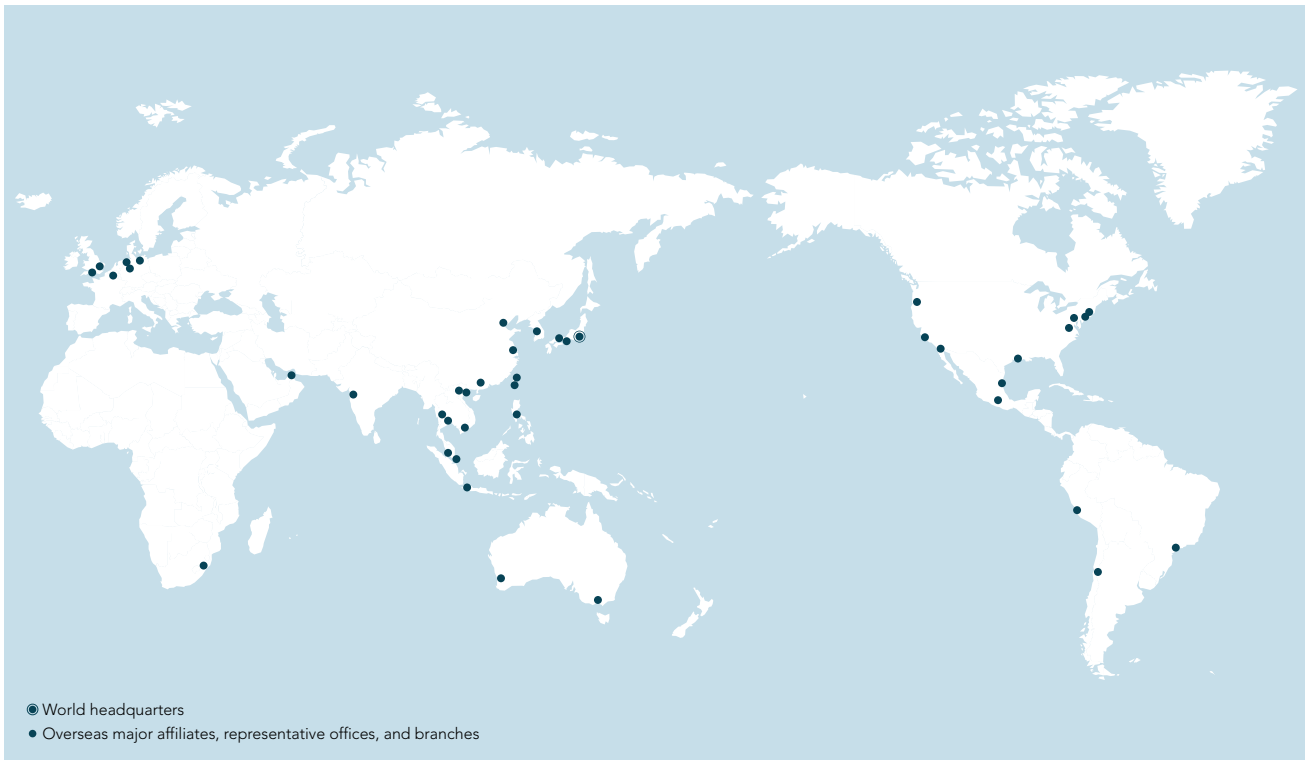 World headquarters
Overseas major affiliates, representative offices, and branches